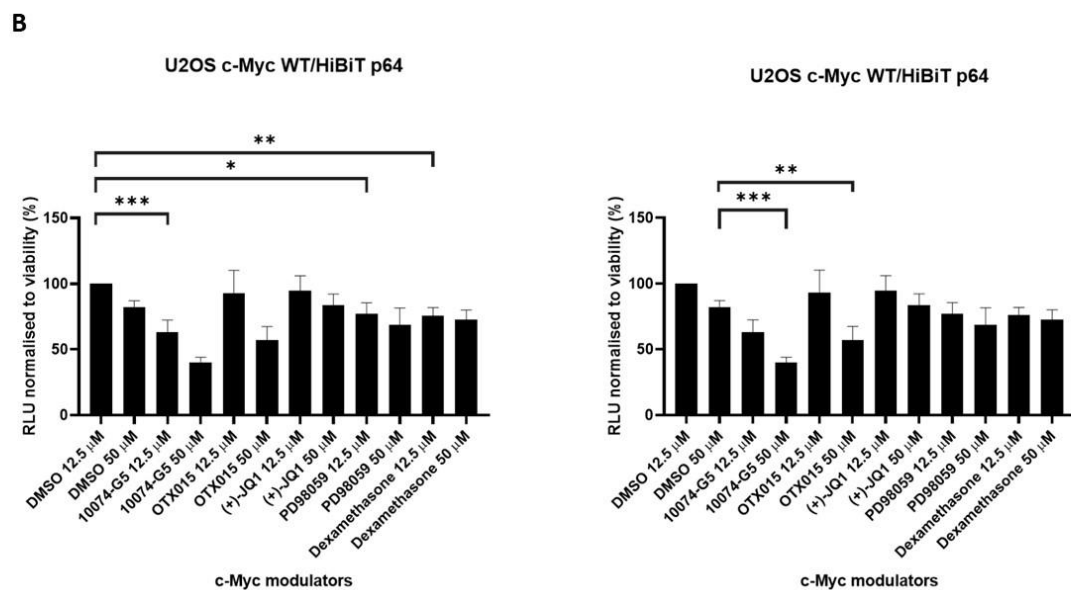 B
U2OS c-Myc WT/HiBiT p64
**
*
***
RLU normalised to viability (%)
150
100
50
0
DMSO 12.5 µM
DMSO 50 µM
10074-G5 12.5 µM
10074-G5 50 µM
OTX015 12.5 µM
OTX015 50 µM
(+)-JQ1 12.5 µM
(+)-JQ1 50 µM
PD98059 12.5 µM
PD98059 50 µM
Dexamethasone 12.5 µM
Dexamethasone 50 µM
c-Myc modulators
U2OS c-Myc WT/HiBiT p64
**
***
RLU normalised to viability (%)
150
100
50
0
DMSO 12.5 µM
DMSO 50 µM
10074-G5 12.5 µM
10074-G5 50 µM
OTX015 12.5 µM
OTX015 50 µM
(+)-JQ1 12.5 µM
(+)-JQ1 50 µM
PD98059 12.5 µM
PD98059 50 µM
Dexamethasone 12.5 µM
Dexamethasone 50 µM
c-Myc modulators